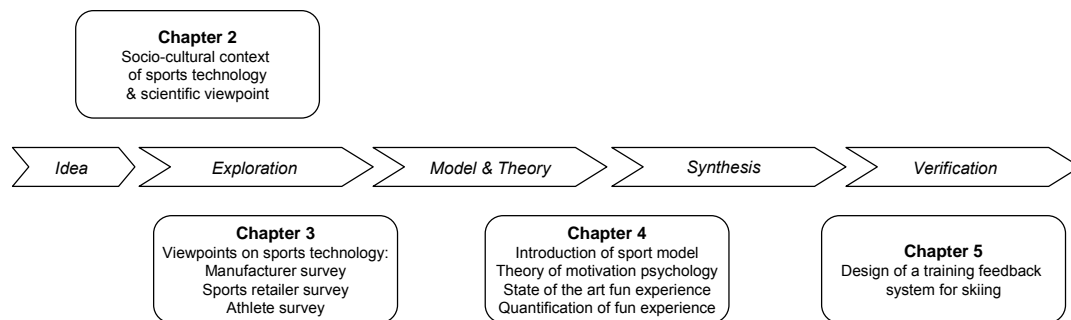 Chapter 2
Socio-cultural context
of sports technology
& scientific viewpoint
Idea
Exploration
Model & Theory
Synthesis
Verification
Chapter 3
Viewpoints on sports technology:
Manufacturer survey
Sports retailer survey
Athlete survey
Chapter 4
Introduction of sport model
Theory of motivation psychology
State of the art fun experience
Quantification of fun experience
Chapter 5
Design of a training feedback
system for skiing